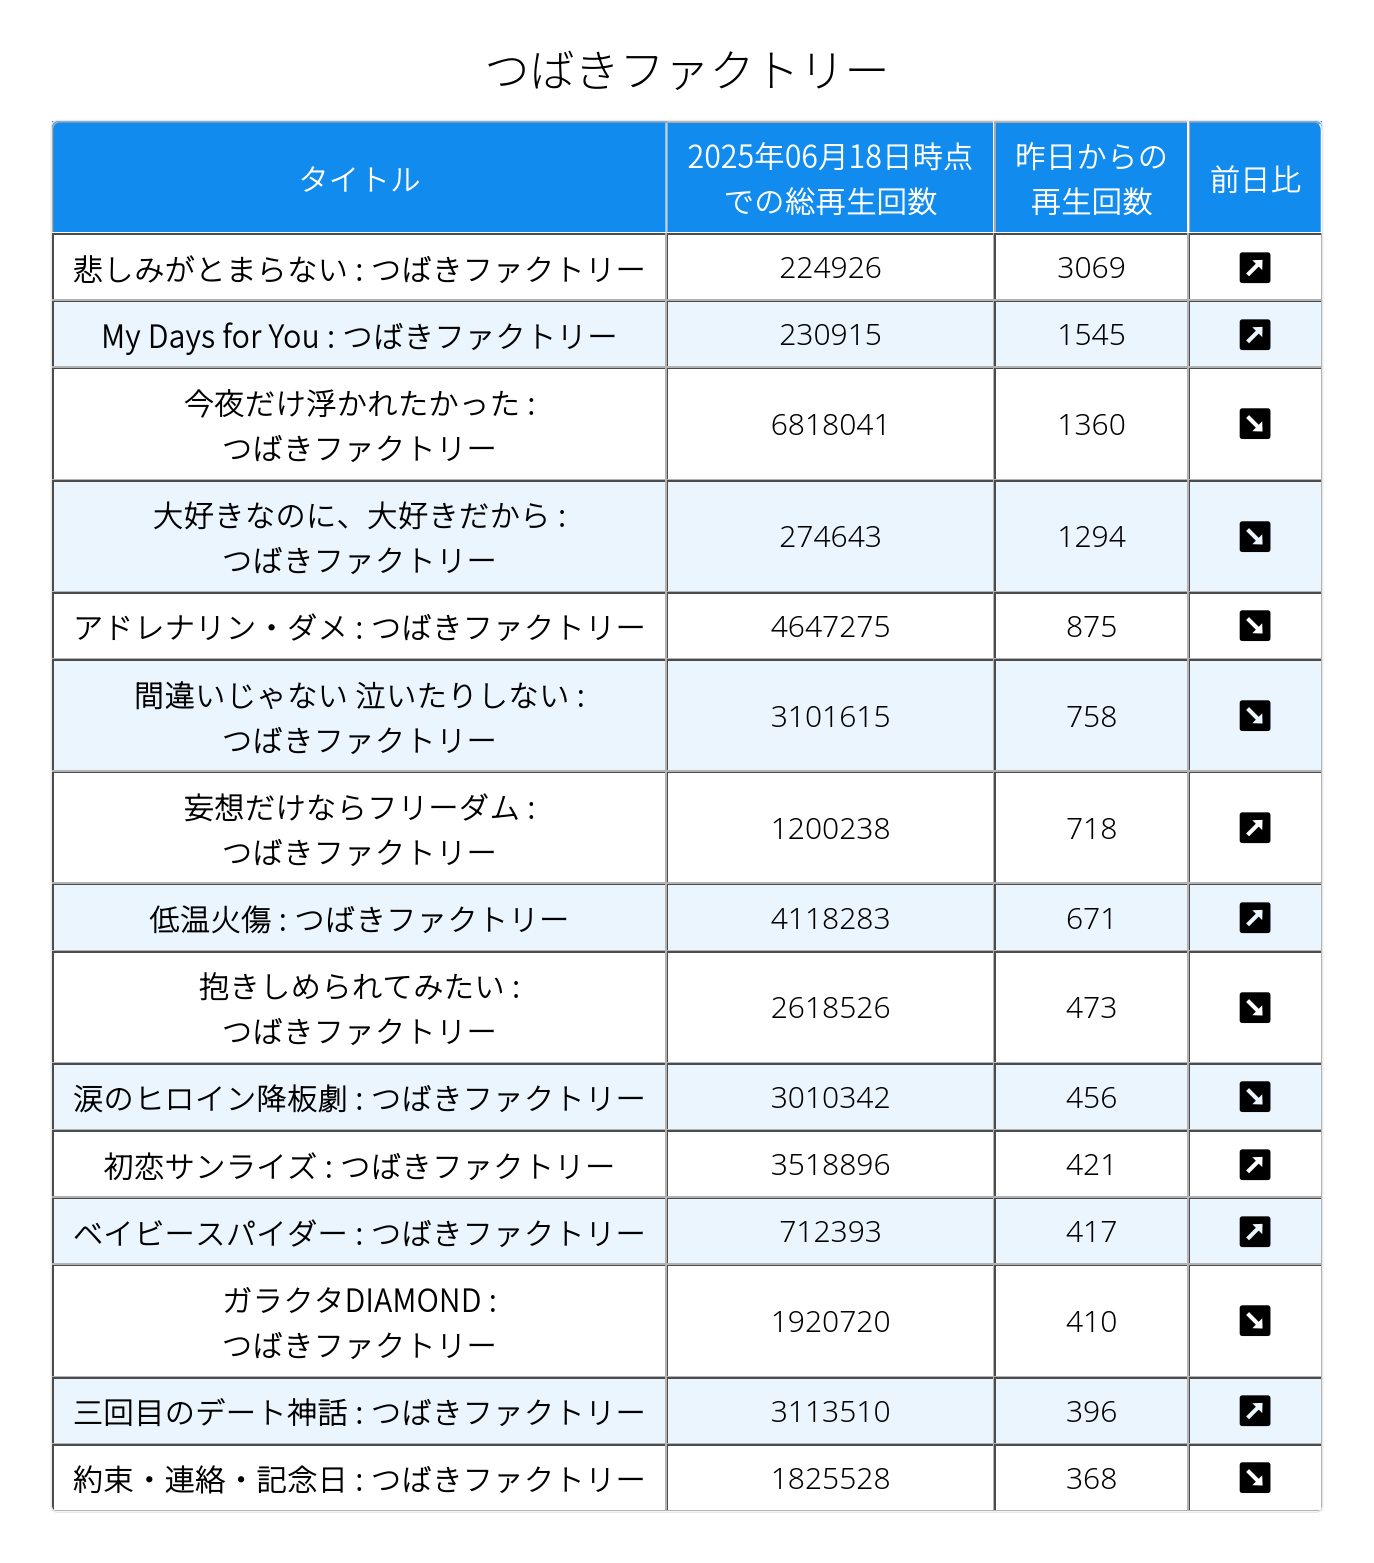 つばきファクトリー
タイトル
2025年06月18日時点
での総再生回数
昨日からの
再生回数
前日比
悲しみがとまらない : つばきファクトリー 224926 3069 ↗
My Days for You : つばきファクトリー 230915 1545 ↗
今夜だけ浮かれたかった :
つばきファクトリー 6818041 1360 ↘
大好きなのに、大好きだから :
つばきファクトリー 274643 1294 ↘
アドレナリン・ダメ : つばきファクトリー 4647275 875 ↘
間違いじゃない 泣いたりしない :
つばきファクトリー 3101615 758 ↘
妄想だけならフリーダム :
つばきファクトリー 1200238 718 ↗
低温火傷 : つばきファクトリー 4118283 671 ↗
抱きしめられてみたい :
つばきファクトリー 2618526 473 ↘
涙のヒロイン降板劇 : つばきファクトリー 3010342 456 ↘
初恋サンライズ : つばきファクトリー 3518896 421 ↗
ベイビースパイダー : つばきファクトリー 712393 417 ↗
ガラクタDIAMOND :
つばきファクトリー 1920720 410 ↘
三回目のデート神話 : つばきファクトリー 3113510 396 ↗
約束・連絡・記念日 : つばきファクトリー 1825528 368 ↘